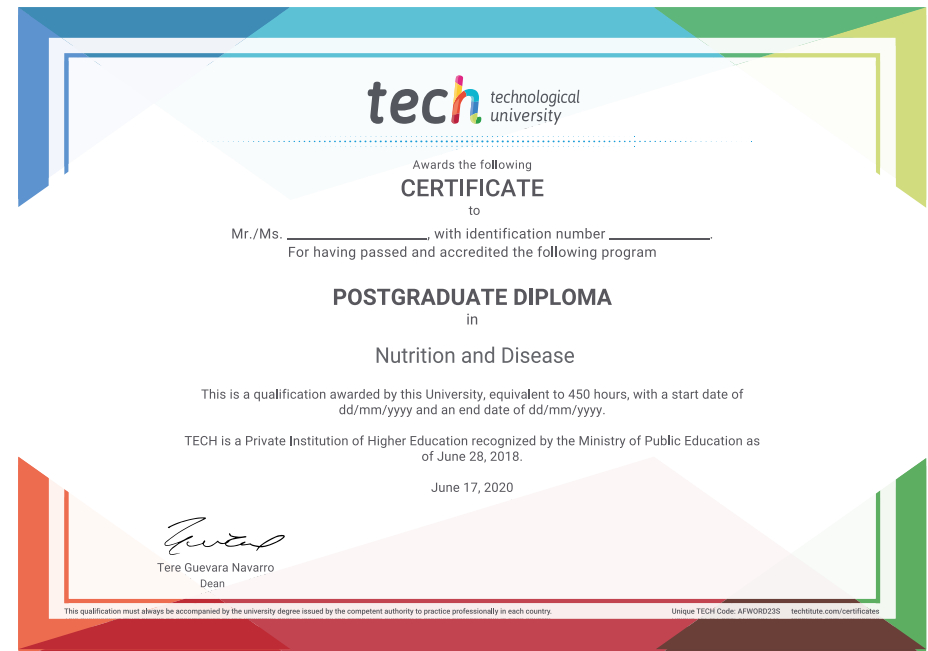 tech technological
university
Awards the following
CERTIFICATE
to
Mr./Ms. ____________________, with identification number ______________.
For having passed and accredited the following program
POSTGRADUATE DIPLOMA
in
Nutrition and Disease
This is a qualification awarded by this University, equivalent to 450 hours, with a start date of
dd/mm/yyyy and an end date of dd/mm/yyyy.
TECH is a Private Institution of Higher Education recognized by the Ministry of Public Education as
of June 28, 2018.
June 17, 2020
Tere Guevara Navarro
Dean
This qualification must always be accompanied by the university degree issued by the competent authority to practice professionally in each country. Unique TECH Code: AFWORD23S techtitute.com/certificates